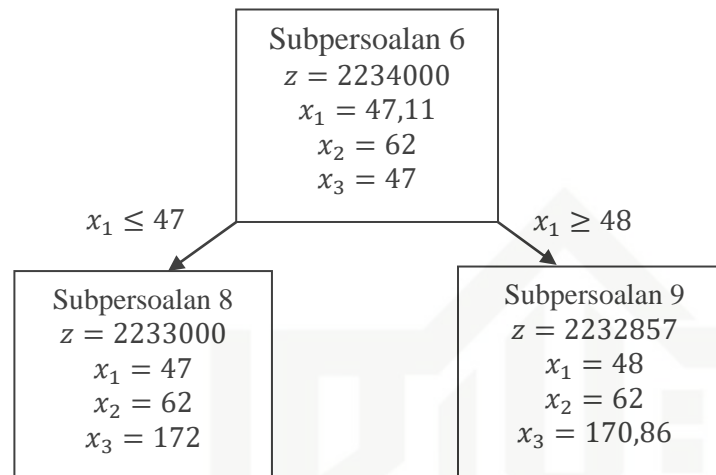 Subpersoalan 6
z = 2234000
x₁ = 47,11
x₂ = 62
x₃ = 47
x₁ ≤ 47
x₁ ≥ 48
Subpersoalan 8
z = 2233000
x₁ = 47
x₂ = 62
x₃ = 172
Subpersoalan 9
z = 2232857
x₁ = 48
x₂ = 62
x₃ = 170,86